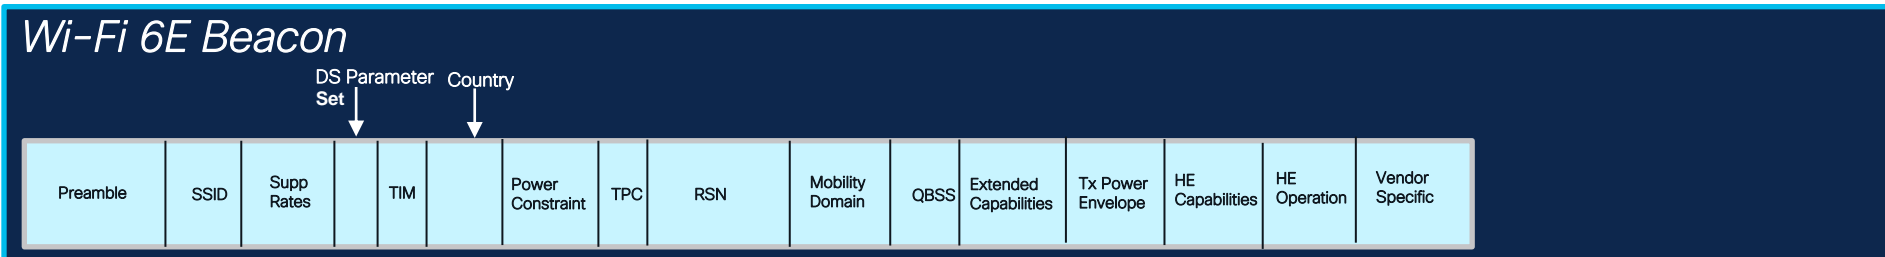 Wi-Fi 6E Beacon
DS Parameter
Set
Country
Preamble
SSID
Supp
Rates
TIM
Power
Constraint
TPC
RSN
Mobility
Domain
QBSS
Extended
Capabilities
Tx Power
Envelope
HE
Capabilities
HE
Operation
Vendor
Specific